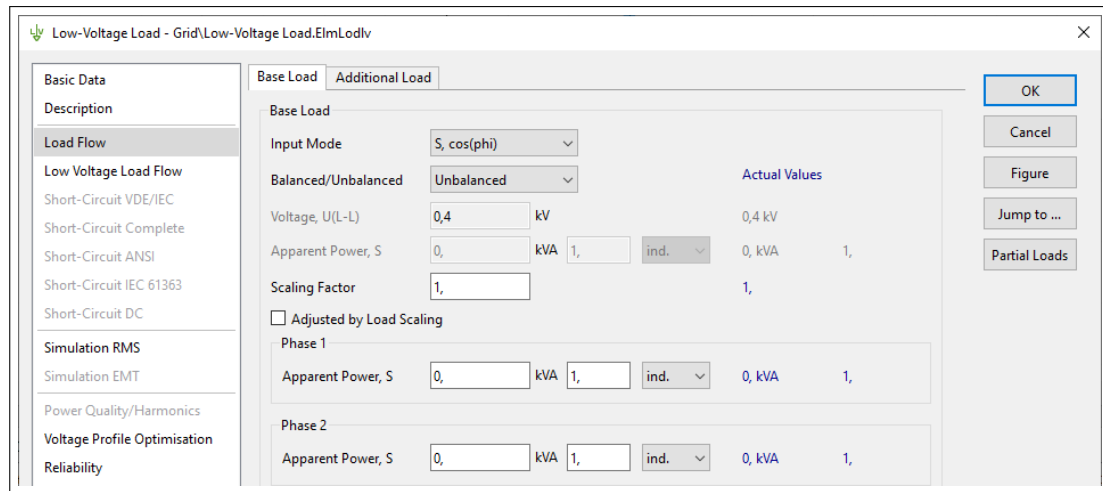 Low-Voltage Load - Grid\Low-Voltage Load.ElmLodlv
Basic Data
Description
Load Flow
Low Voltage Load Flow
Short-Circuit VDE/IEC
Short-Circuit Complete
Short-Circuit ANSI
Short-Circuit IEC 61363
Short-Circuit DC
Simulation RMS
Simulation EMT
Power Quality/Harmonics
Voltage Profile Optimisation
Reliability
Base Load Additional Load
Base Load
Input Mode S, cos(phi)
Balanced/Unbalanced Unbalanced Actual Values
Voltage, U(L-L) 0,4 kV 0,4 kV
Apparent Power, S 0, kVA 1, ind. 0, kVA 1,
Scaling Factor 1, 1,
Adjusted by Load Scaling
Phase 1
Apparent Power, S 0, kVA 1, ind. 0, kVA 1,
Phase 2
Apparent Power, S 0, kVA 1, ind. 0, kVA 1,
OK
Cancel
Figure
Jump to ...
Partial Loads